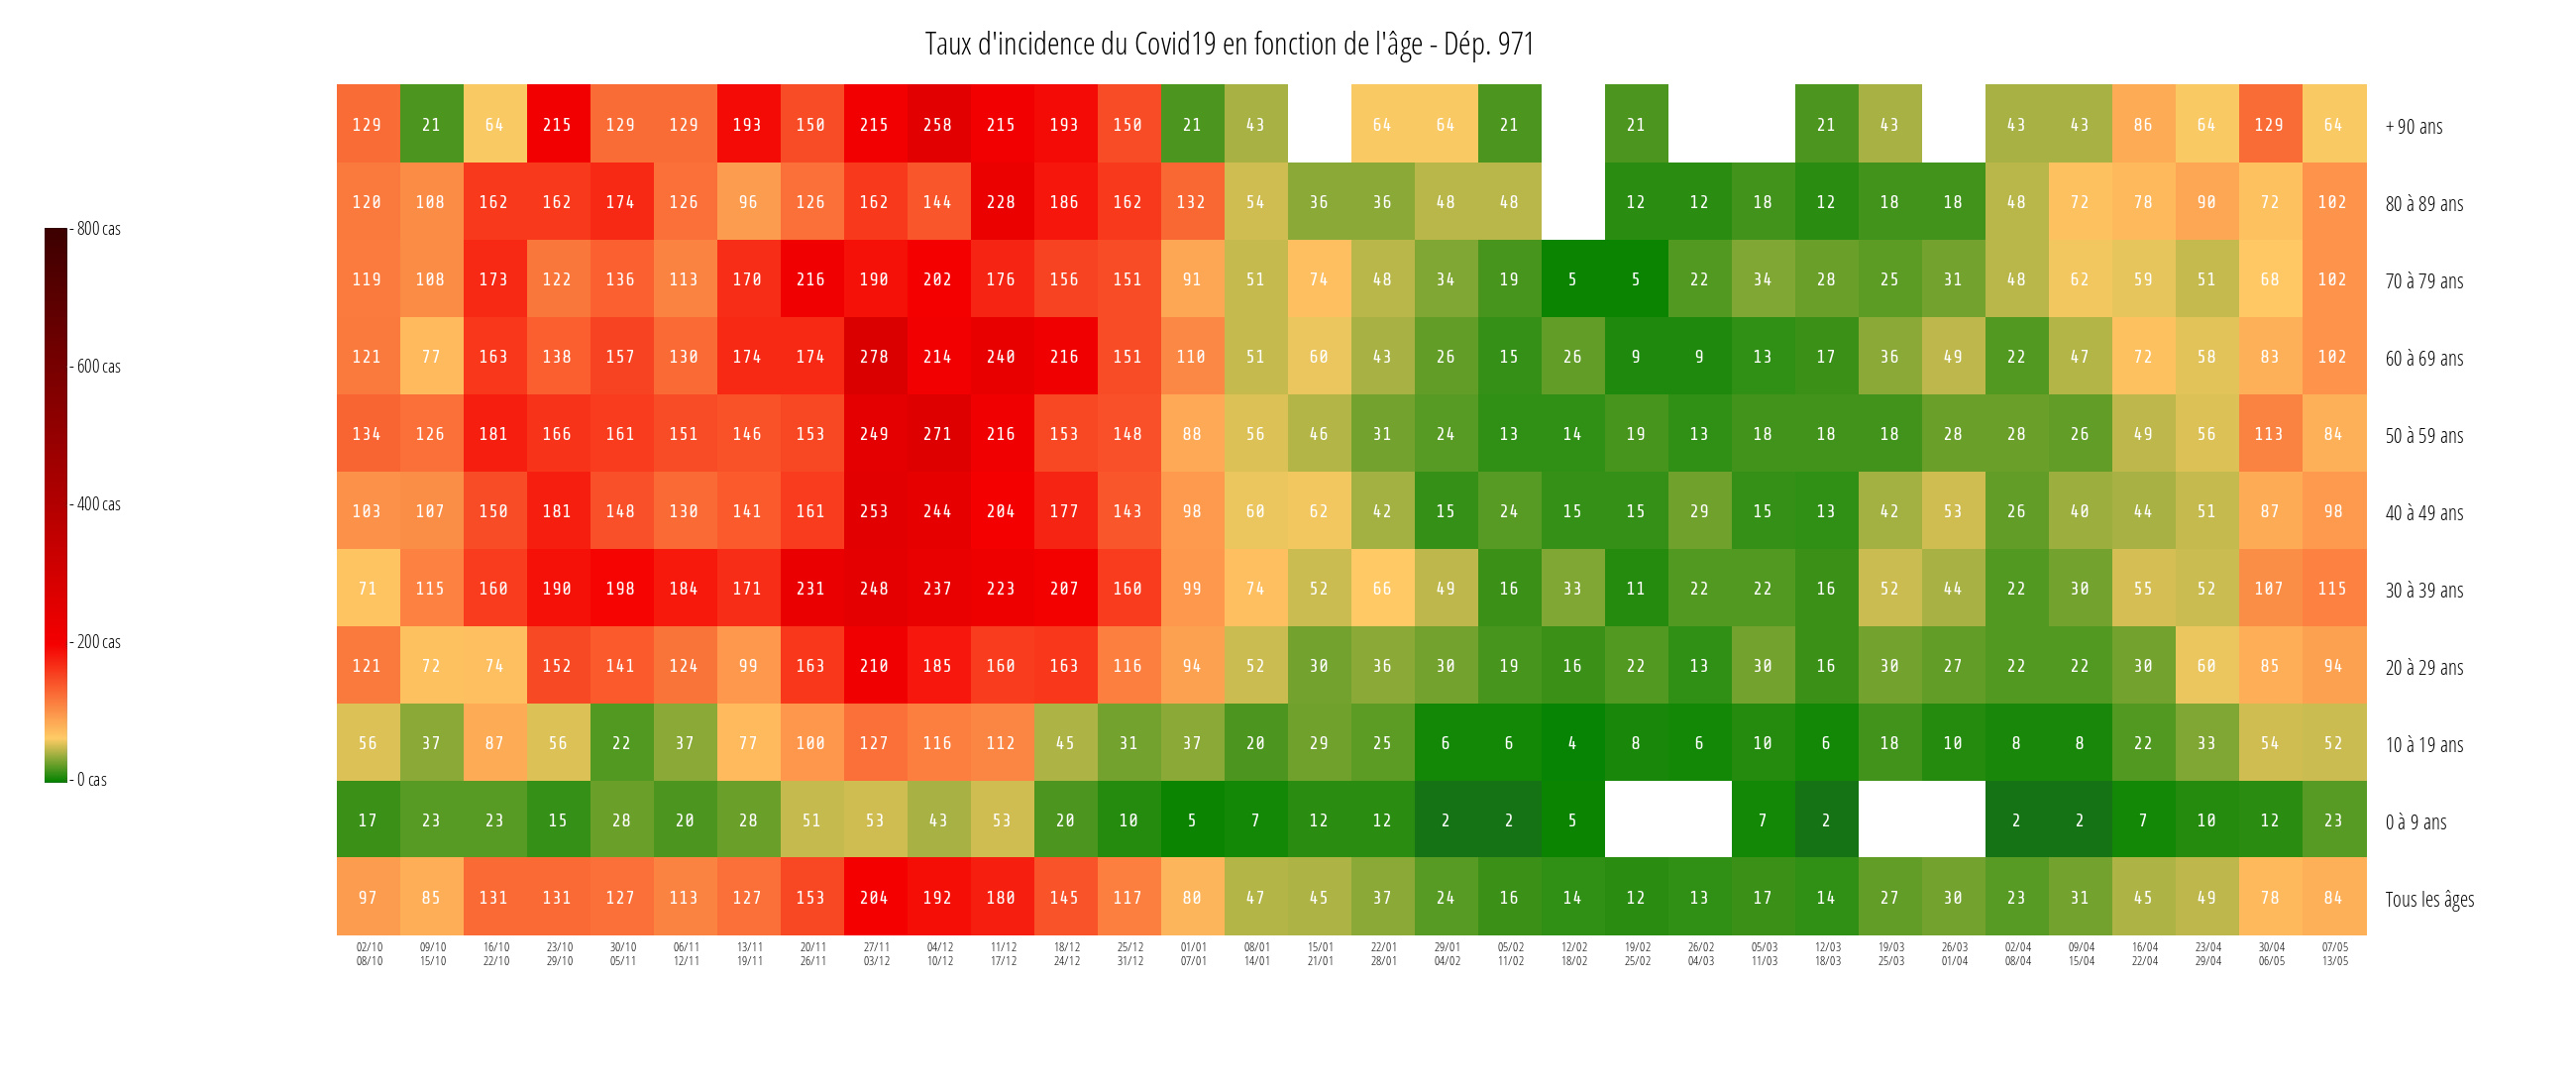 Taux d'incidence du Covid19 en fonction de l'âge - Dép. 971
129 21 64 215 129 129 193 150 215 258 215 193 150 21 43 64 64 21 21 21 43 43 43 86 64 129 64 + 90 ans
120 108 162 162 174 126 96 126 162 144 228 186 162 132 54 36 36 48 48 12 12 18 12 18 18 48 72 78 90 72 102 80 à 89 ans
- 800 cas
119 108 173 122 136 113 170 216 190 202 176 156 151 91 51 74 48 34 19 5 5 22 34 28 25 31 48 62 59 51 68 102 70 à 79 ans
121 77 163 138 157 130 174 174 278 214 240 216 151 110 51 60 43 26 15 26 9 9 13 17 36 49 22 47 72 58 83 102 60 à 69 ans
- 600 cas
134 126 181 166 161 151 146 153 249 271 216 153 148 88 56 46 31 24 13 14 19 13 18 18 18 28 28 26 49 56 113 84 50 à 59 ans
- 400 cas
103 107 150 181 148 130 141 161 253 244 204 177 143 98 60 62 42 15 24 15 15 29 15 13 42 53 26 40 44 51 87 98 40 à 49 ans
71 115 160 190 198 184 171 231 248 237 223 207 160 99 74 52 66 49 16 33 11 22 22 16 52 44 22 30 55 52 107 115 30 à 39 ans
- 200 cas
121 72 74 152 141 124 99 163 210 185 160 163 116 94 52 30 36 30 19 16 22 13 30 16 30 27 22 22 30 60 85 94 20 à 29 ans
56 37 87 56 22 37 77 100 127 116 112 45 31 37 20 29 25 6 6 4 8 6 10 6 18 10 8 8 22 33 54 52 10 à 19 ans
- 0 cas
17 23 23 15 28 20 28 51 53 43 53 20 10 5 7 12 12 2 2 5 7 2 2 2 7 10 12 23 0 à 9 ans
97 85 131 131 127 113 127 153 204 192 180 145 117 80 47 45 37 24 16 14 12 13 17 14 27 30 23 31 45 49 78 84 Tous les âges
02/10 09/10 16/10 23/10 30/10 06/11 13/11 20/11 27/11 04/12 11/12 18/12 25/12 01/01 08/01 15/01 22/01 29/01 05/02 12/02 19/02 26/02 05/03 12/03 19/03 26/03 02/04 09/04 16/04 23/04 30/04 07/05
08/10 15/10 22/10 29/10 05/11 12/11 19/11 26/11 03/12 10/12 17/12 24/12 31/12 07/01 14/01 21/01 28/01 04/02 11/02 18/02 25/02 04/03 11/03 18/03 25/03 01/04 08/04 15/04 22/04 29/04 06/05 13/05